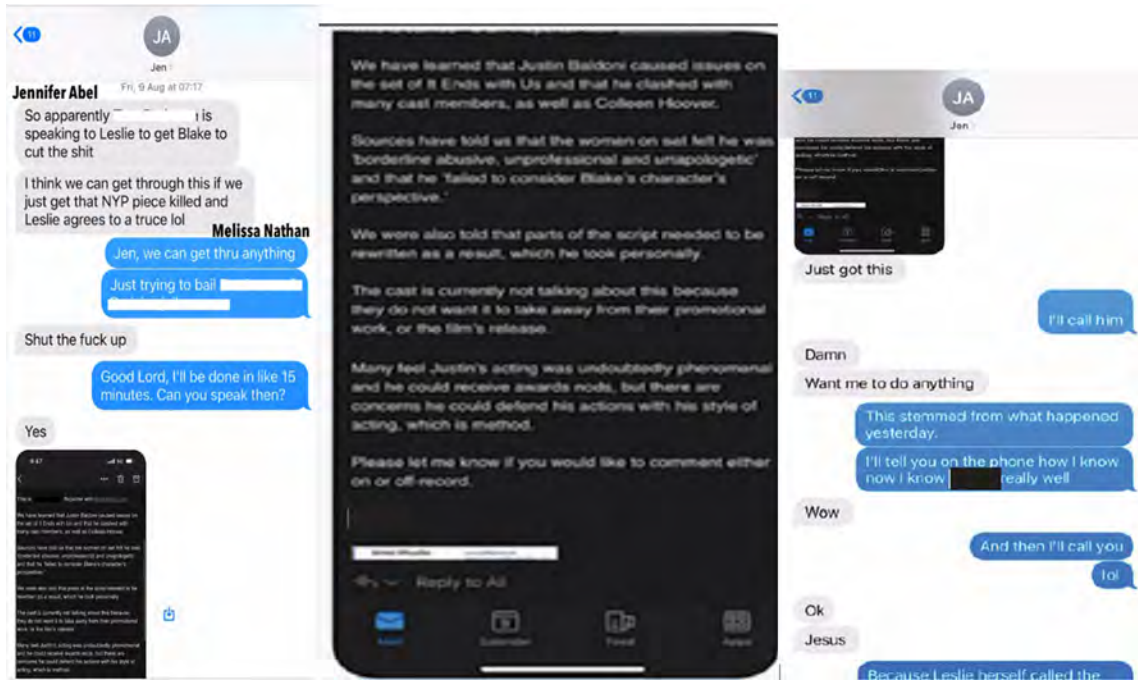 11
JA
Jen
Jennifer Abel
Fri, 9 Aug at 07:17
So apparently is
speaking to Leslie to get Blake to
cut the shit
I think we can get through this if we
just get that NYP piece killed and
Leslie agrees to a truce lol
Melissa Nathan
Jen, we can get thru anything
Just trying to bail
Shut the fuck up
Good Lord, I'll be done in like 15
minutes. Can you speak then?
Yes
We have learned that Justin Baldoni caused issues on
the set of It Ends with Us and that he clashed with
many cast members, as well as Colleen Hoover.
Sources have told us that the women on set felt he was
'borderline abusive, unprofessional and unapologetic'
and that he 'failed to consider Blake's character's
perspective.'
We were also told that parts of the script needed to be
rewritten as a result, which he took personally.
The cast is currently not talking about this because
they do not want it to take away from their promotional
work, or the film's release.
Many feel Justin's acting was undoubtedly phenomenal
and he could receive awards nods, but there are
concerns he could defend his actions with his style of
acting, which is method.
Please let me know if you would like to comment either
on or off-record.
Reply to All
11
JA
Jen
Just got this
I'll call him
Damn
Want me to do anything
This stemmed from what happened
yesterday.
I'll tell you on the phone how I know
now I know really well
Wow
And then I'll call you
lol
Ok
Jesus
Because Leslie herself called the